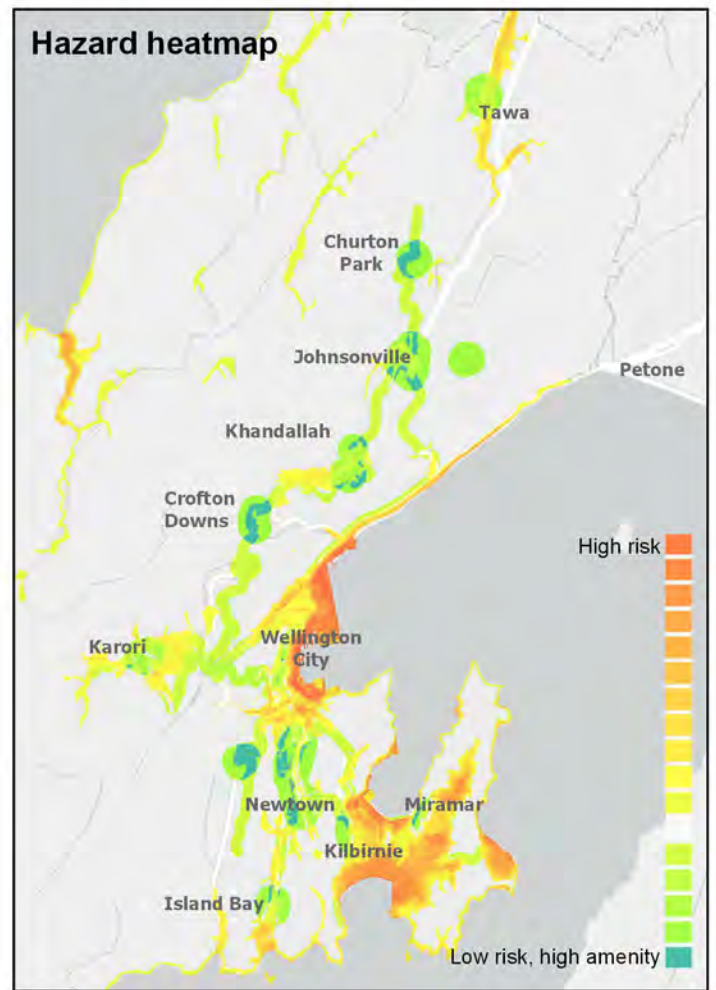 Hazard heatmap
Tawa
Churton
Park
Johnsonville
Petone
Khandallah
Crofton
Downs
High risk
Karori
Wellington
City
Newtown
Miramar
Kilbirnie
Island Bay
Low risk, high amenity